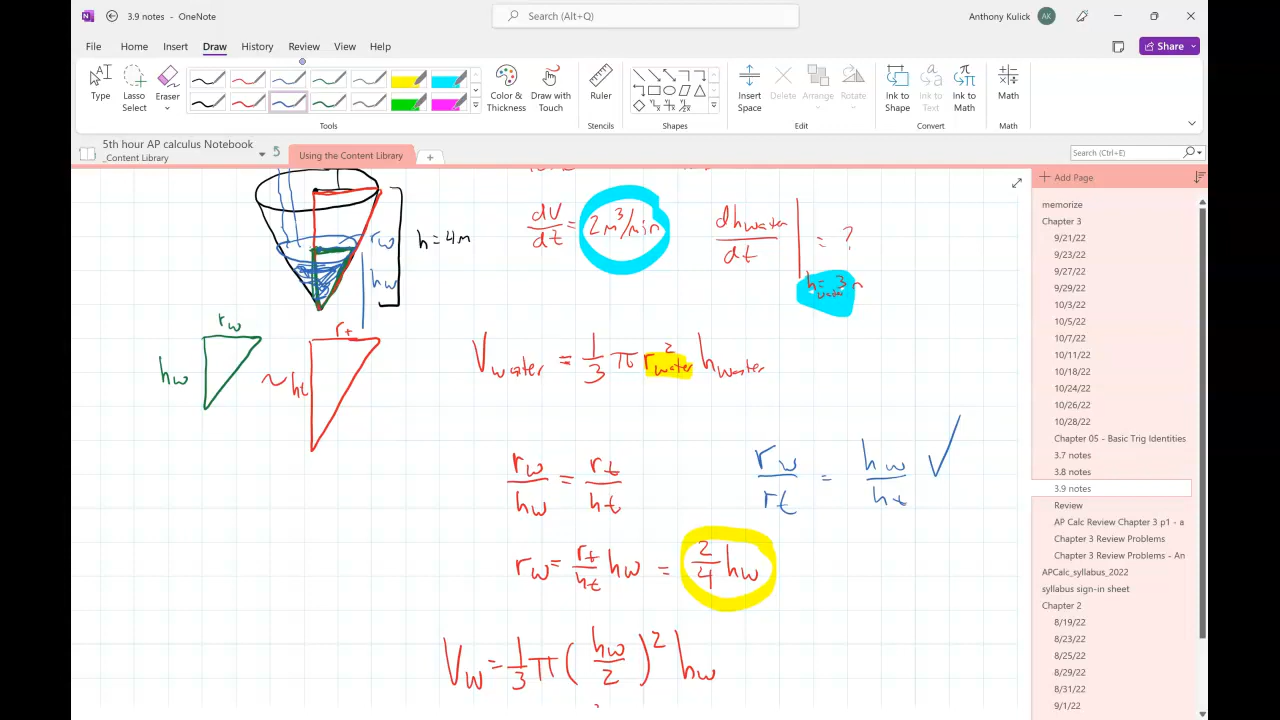 3.9 notes - OneNote
Search (Alt+Q)
Anthony Kulick
AK
File Home Insert Draw History Review View Help
Share
Type
Lasso Select
Eraser
Color & Thickness
Draw with Touch
Ruler
Insert Space
Delete
Arrange
Rotate
Ink to Shape
Ink to Text
Ink to Math
Math
Tools
Stencils
Shapes
Edit
Convert
Math
5th hour AP calculus Notebook
_Content Library
Using the Content Library
Search (Ctrl+E)
Add Page
dV/dt = 2m³/min
dh water/dt | = ?
h water = 3 m
rw
hw
h = 4m
rw
hw
~
rt
ht
V water = 1/3 π r² water h water
rw/hw = rt/ht
rw/rt = hw/ht ✓
rw = rt/ht hw = 2/4 hw
Vw = 1/3 π (hw/2)² hw
memorize
Chapter 3
9/21/22
9/23/22
9/27/22
9/29/22
10/3/22
10/5/22
10/7/22
10/11/22
10/18/22
10/24/22
10/26/22
10/28/22
Chapter 05 - Basic Trig Identities
3.7 notes
3.8 notes
3.9 notes
Review
AP Calc Review Chapter 3 p1 - a
Chapter 3 Review Problems
Chapter 3 Review Problems - An
APCalc_syllabus_2022
syllabus sign-in sheet
Chapter 2
8/19/22
8/23/22
8/25/22
8/29/22
8/31/22
9/1/22